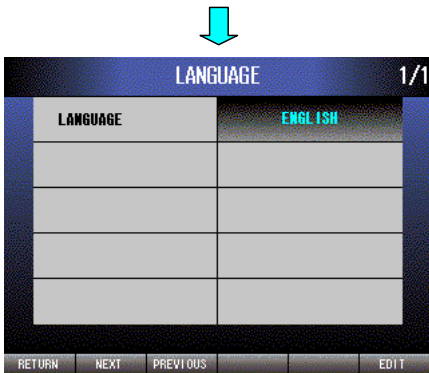 LANGUAGE 1/1
LANGUAGE ENGLISH
RETURN NEXT PREVIOUS EDIT